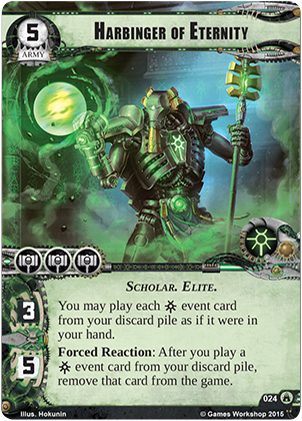 5
HARBINGER OF ETERNITY
ARMY
SCHOLAR. ELITE.
3
You may play each event card
from your discard pile as if it were in
your hand.
5
Forced Reaction: After you play a
event card from your discard pile,
remove that card from the game.
024
Illus. Hokunin
© Games Workshop 2015